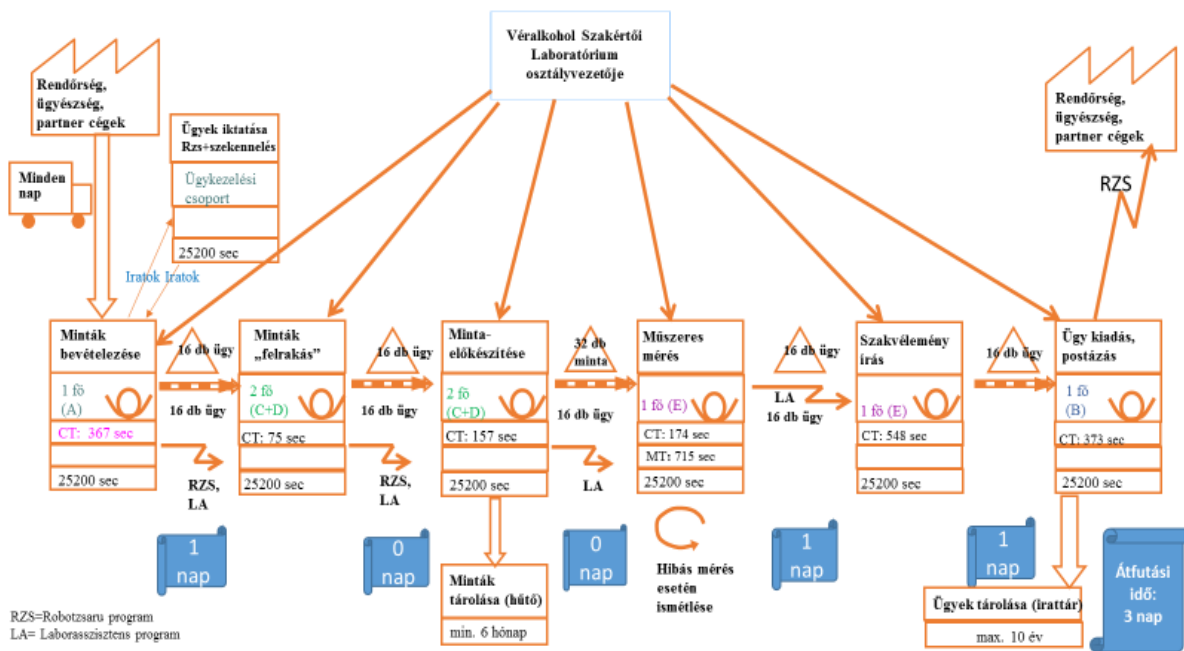 Véralkohol Szakértői
Laboratórium
osztályvezetője
Rendőrség,
ügyészség,
partner cégek
Minden
nap
Ügyek iktatása
Rzs+szekennelés
Ügykezelési
csoport
25200 sec
Iratok Iratok
Rendőrség,
ügyészség,
partner cégek
RZS
Minták
bevételezése
1 fő
(A)
CT: 367 sec
25200 sec
16 db ügy
16 db ügy
RZS,
LA
Minták
„felrakás”
2 fő
(C+D)
CT: 75 sec
25200 sec
16 db ügy
16 db ügy
RZS,
LA
Minta-
előkészítése
2 fő
(C+D)
CT: 157 sec
25200 sec
32 db
minta
16 db ügy
LA
Műszeres
mérés
1 fő (E)
CT: 174 sec
MT: 715 sec
25200 sec
16 db ügy
LA
16 db ügy
Szakvélemény
írás
1 fő (E)
CT: 548 sec
25200 sec
16 db ügy
Ügy kiadás,
postázás
1 fő
(B)
CT: 373 sec
25200 sec
1
nap
0
nap
0
nap
1
nap
1
nap
Minták
tárolása (hűtő)
min. 6 hónap
Hibás mérés
esetén
ismétlése
Ügyek tárolása (irattár)
max. 10 év
Átfutási
idő:
3 nap
RZS=Robotzsaru program
LA= Laborasszisztens program